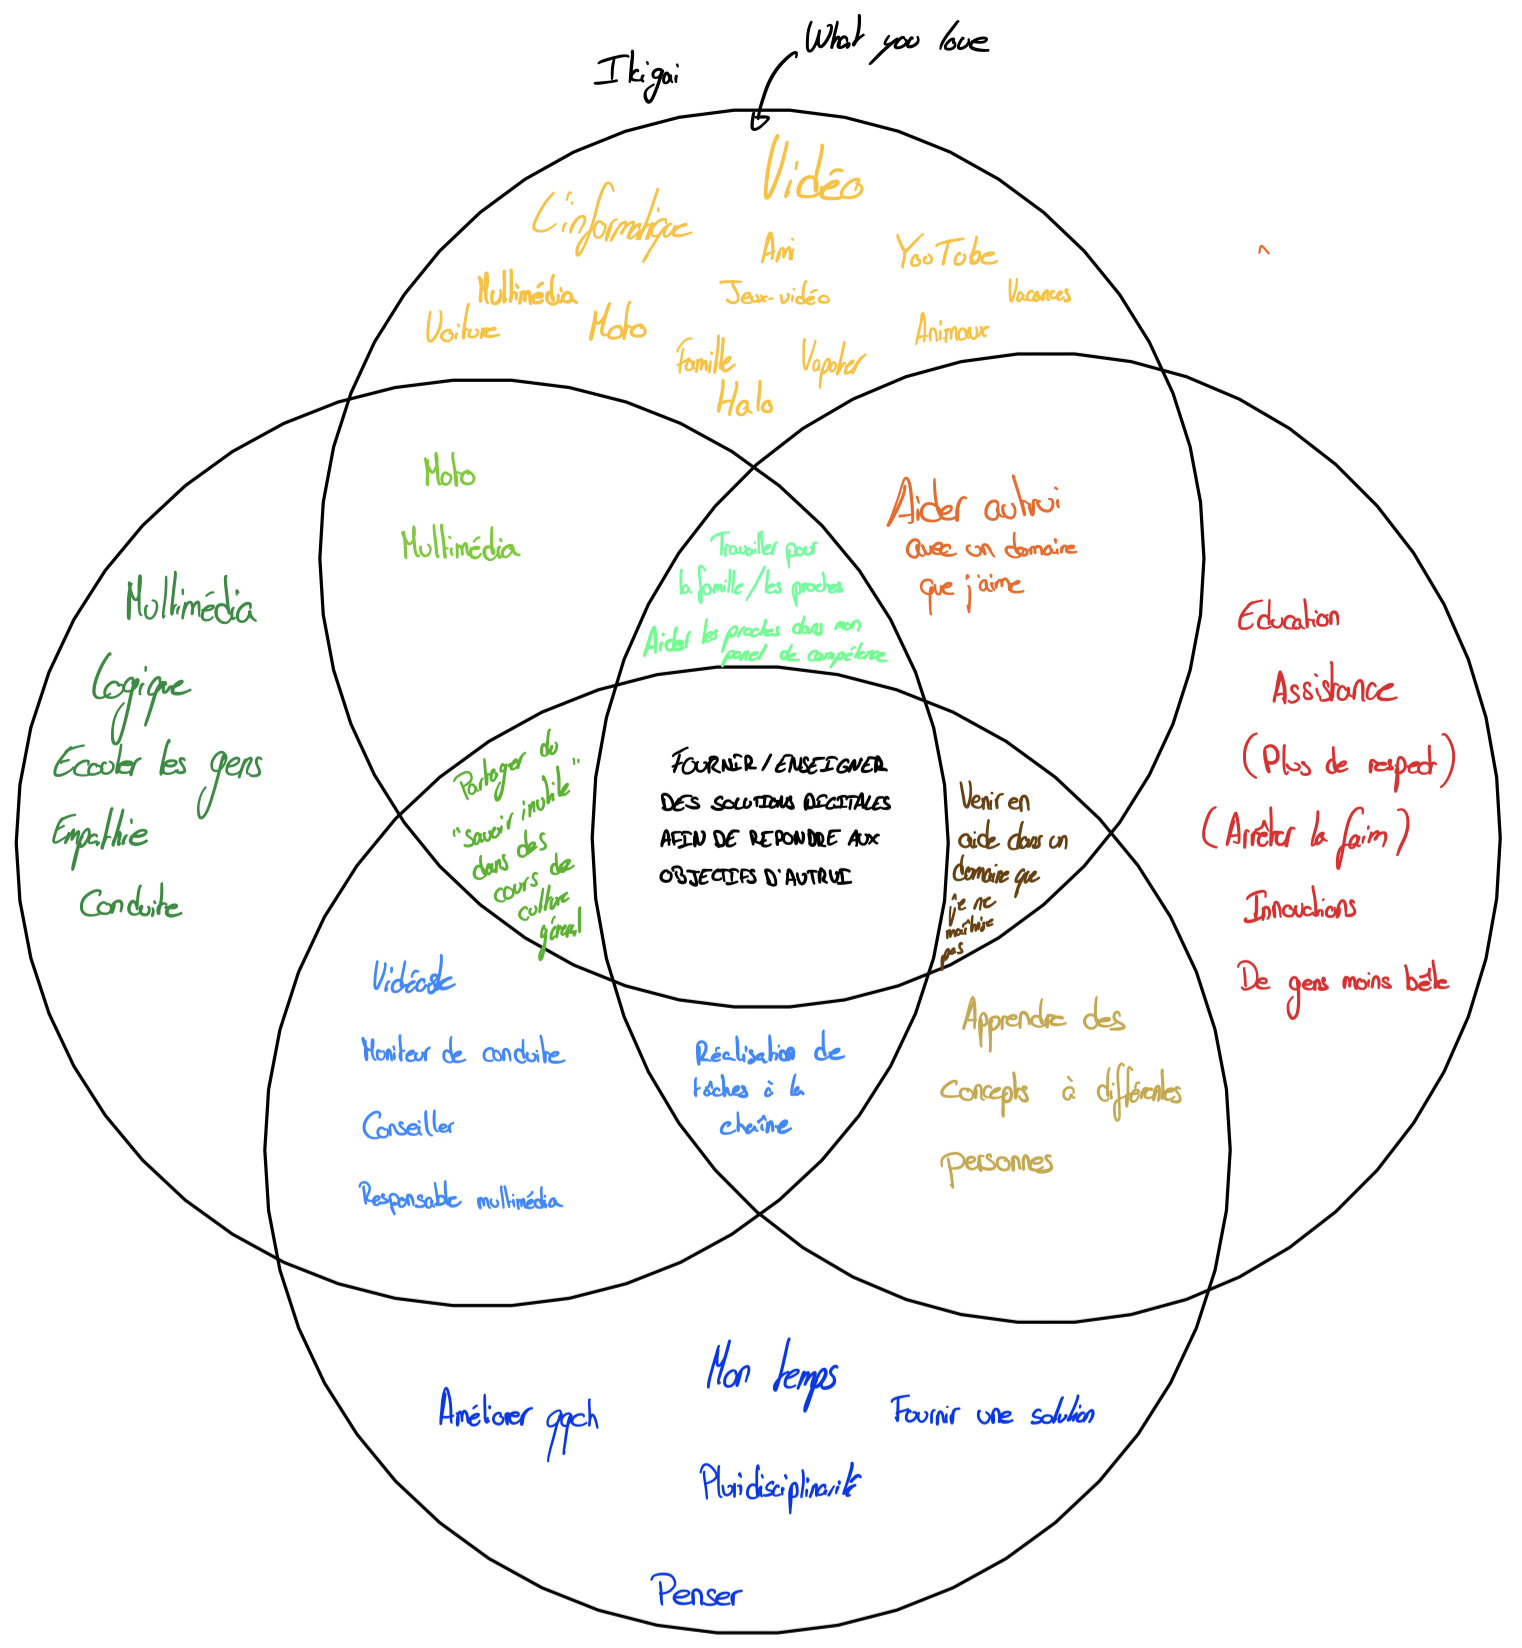 What you love
Ikigai
Vidéo
L'informatique
Ami
YouTube
Multimédia
Jeux-vidéo
Vacances
Voiture
Moto
Animaux
Famille
Vapoter
Halo
Moto
Multimédia
Travailler pour
la famille / les proches
Aider les proches dans mon
panel de compétence
Aider autrui
avec un domaine
que j'aime
Multimédia
Logique
Ecouter les gens
Empathie
Conduite
Education
Assistance
(Plus de respect)
(Arrêter la faim)
Innovations
De gens moins bête
Partager du
"savoir inutile"
dans des
cours de
culture
général
FOURNIR / ENSEIGNER
DES SOLUTIONS DIGITALES
AFIN DE REPONDRE AUX
OBJECTIFS D'AUTRUI
Venir en
aide dans un
domaine que
je ne
maîtrise
pas
Vidéaste
Moniteur de conduite
Conseiller
Responsable multimédia
Réalisation de
tâches à la
chaîne
Apprendre des
concepts à différentes
personnes
Mon temps
Améliorer qqch
Fournir une solution
Pluridisciplinarité
Penser